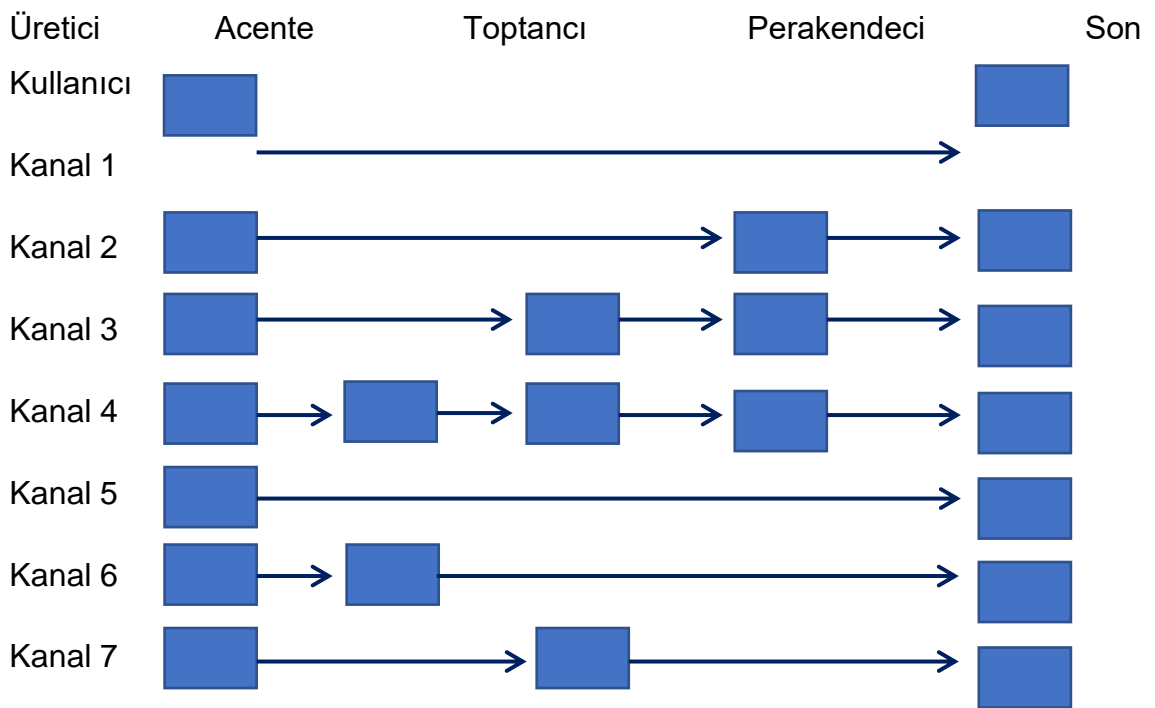 Üretici Acente Toptancı Perakendeci Son
Kullanıcı
Kanal 1
Kanal 2
Kanal 3
Kanal 4
Kanal 5
Kanal 6
Kanal 7